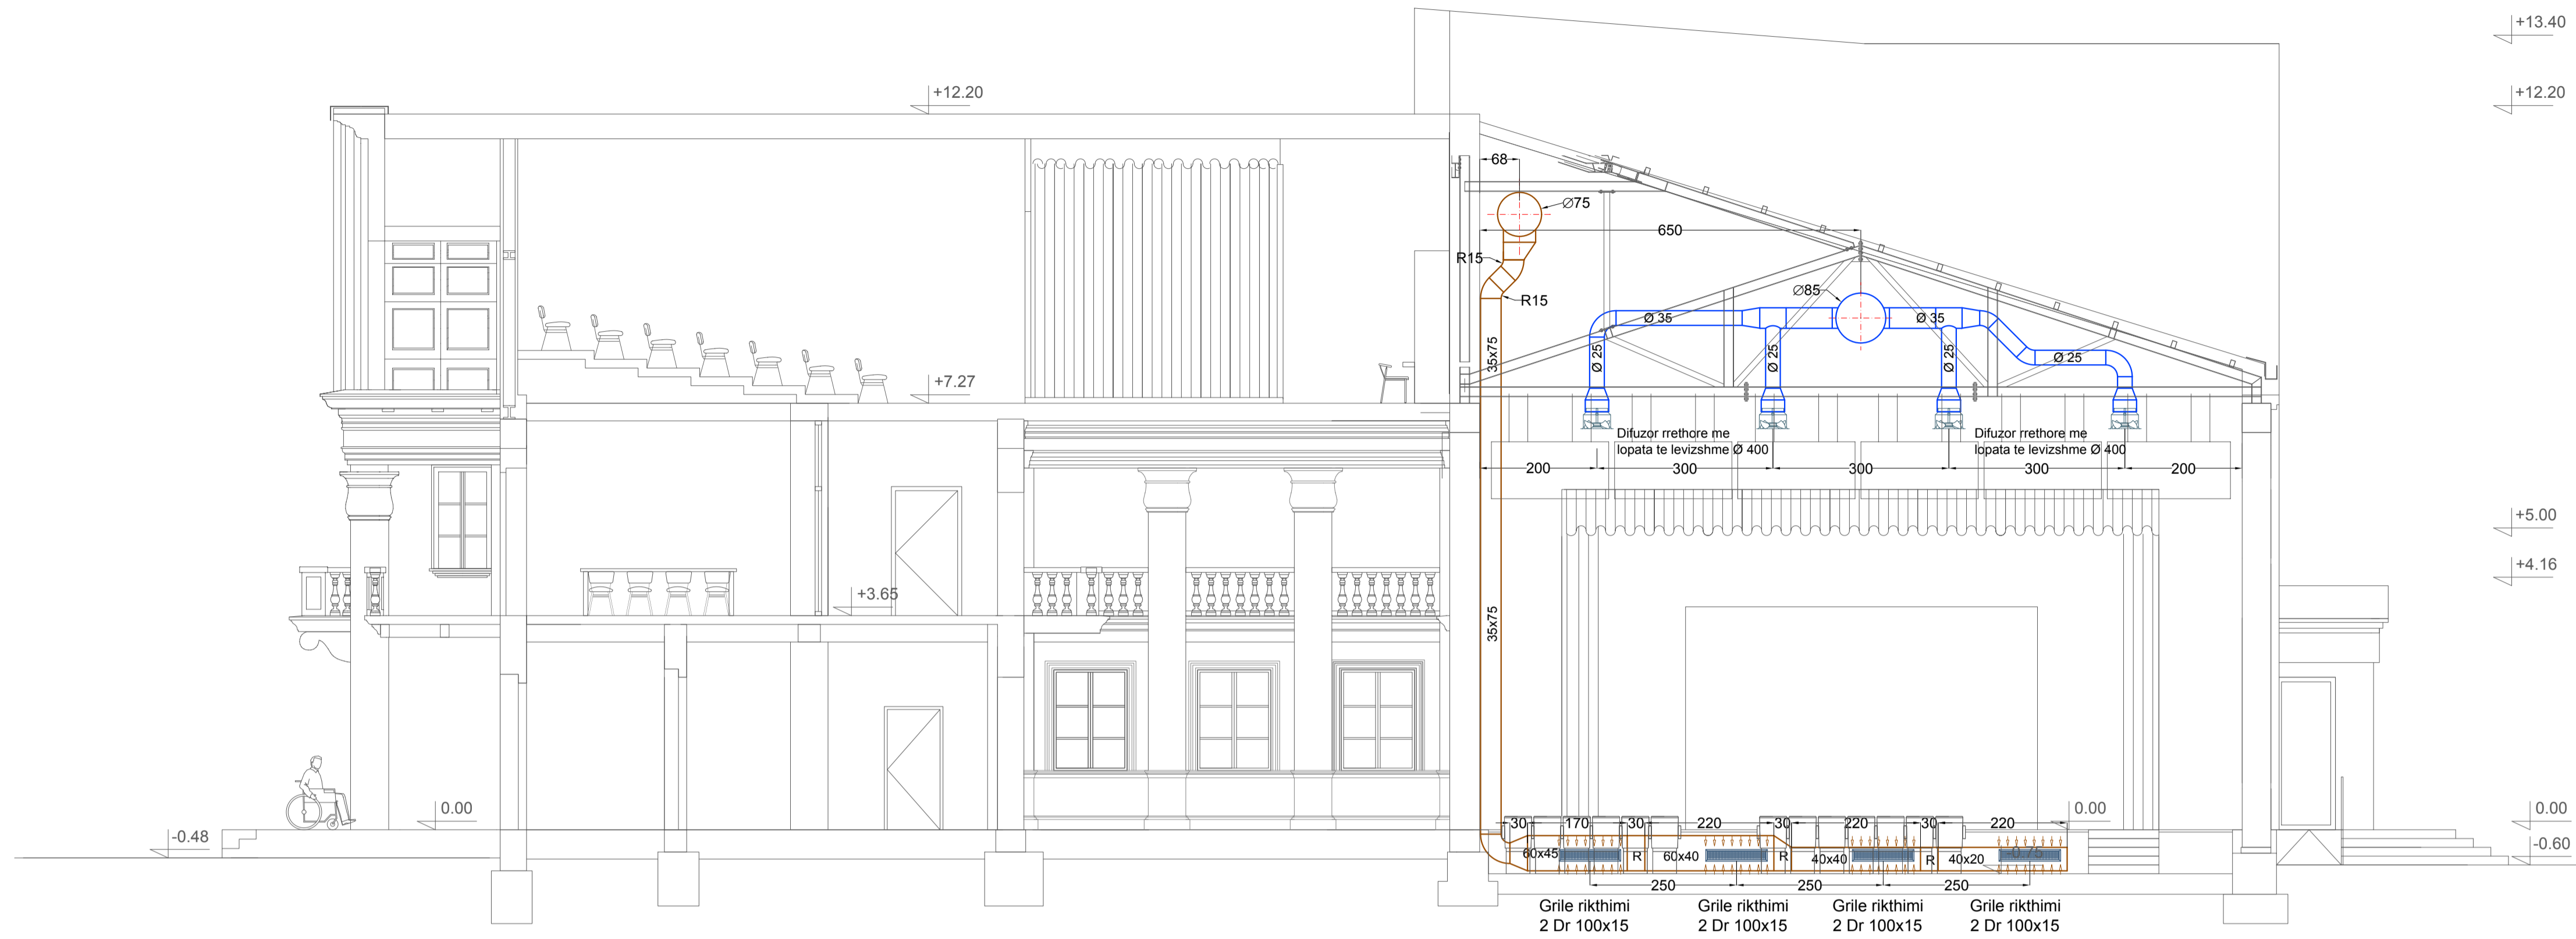 +13.40
+12.20
+12.20
68
Ø75
650
R15
R15
Ø85
Ø 35
Ø 35
35x75
Ø 25
Ø 25
Ø 25
Ø 25
+7.27
Difuzor rrethore me
lopata te levizshme Ø 400
Difuzor rrethore me
lopata te levizshme Ø 400
200
300
300
300
200
+5.00
+4.16
+3.65
35x75
0.00
0.00
0.00
-0.48
-0.60
30
170
30
220
30
220
30
220
60x45
R
60x40
R
40x40
R
40x20
-0.75
250
250
250
Grile rikthimi
2 Dr 100x15
Grile rikthimi
2 Dr 100x15
Grile rikthimi
2 Dr 100x15
Grile rikthimi
2 Dr 100x15